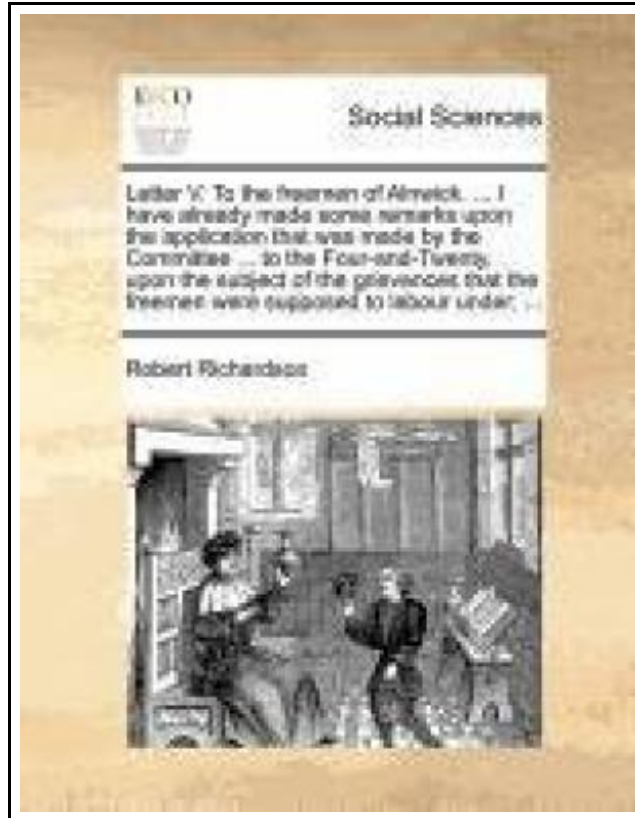 ECCO
Social Sciences
Letter V. To the freemen of Alnwick. ... I
have already made some remarks upon
the application that was made by the
Committee ... to the Four-and-Twenty,
upon the subject of the grievances that the
freemen were supposed to labour under; ...
Robert Richardson